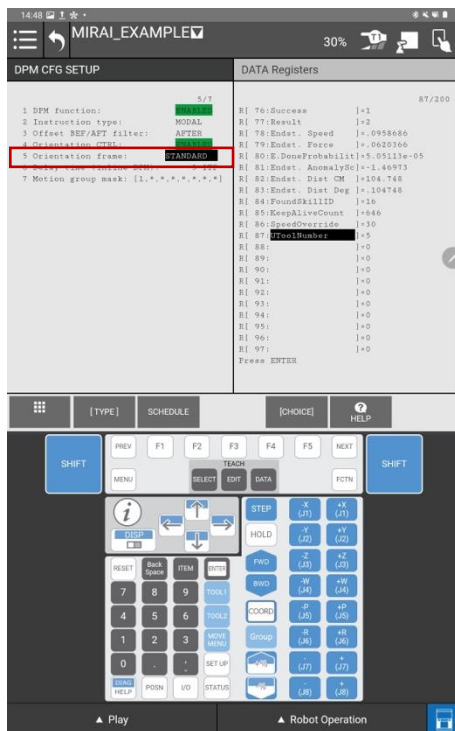 14:48
MIRAI_EXAMPLE
30%
T1
DPM CFG SETUP
5/7
1 DPM function: ENABLED
2 Instruction type: MODAL
3 Offset BEF/AFT filter: AFTER
4 Orientation CTRL: ENABLED
5 Orientation frame: STANDARD
7 Motion group mask: [1,*,*,*,*,*,*,*]
DATA Registers
87/200
R[ 76:Success ]=1
R[ 77:Result ]=2
R[ 78:Endst. Speed ]=.0958686
R[ 79:Endst. Force ]=.0620366
R[ 80:E.DoneProbabilit]=5.05113e-05
R[ 81:Endst. AnomalySc]=-1.46973
R[ 82:Endst. Dist CM ]=104.748
R[ 83:Endst. Dist Deg ]=.104748
R[ 84:FoundSkillID ]=16
R[ 85:KeepAliveCount ]=646
R[ 86:SpeedOverride ]=30
R[ 87:UToolNumber ]=5
R[ 88: ]=0
R[ 89: ]=0
R[ 90: ]=0
R[ 91: ]=0
R[ 92: ]=0
R[ 93: ]=0
R[ 94: ]=0
R[ 95: ]=0
R[ 96: ]=0
R[ 97: ]=0
Press ENTER
[TYPE]
SCHEDULE
[CHOICE]
HELP
SHIFT
PREV
F1
F2
F3
F4
F5
NEXT
SHIFT
TEACH
MENU
SELECT
EDIT
DATA
FCTN
i
DISP
STEP
-X
(J1)
+X
(J1)
HOLD
-Y
(J2)
+Y
(J2)
RESET
Back
Space
ITEM
ENTER
FWD
-Z
(J3)
+Z
(J3)
7
8
9
TOOL1
BWD
-W
(J4)
+W
(J4)
4
5
6
TOOL2
COORD
-P
(J5)
+P
(J5)
1
2
3
MOVE
MENU
Group
-R
(J6)
+R
(J6)
0
.
SET UP
+%
-
(J7)
+
(J7)
DIAG
HELP
POSN
I/O
STATUS
-%
-
(J8)
+
(J8)
Play
Robot Operation